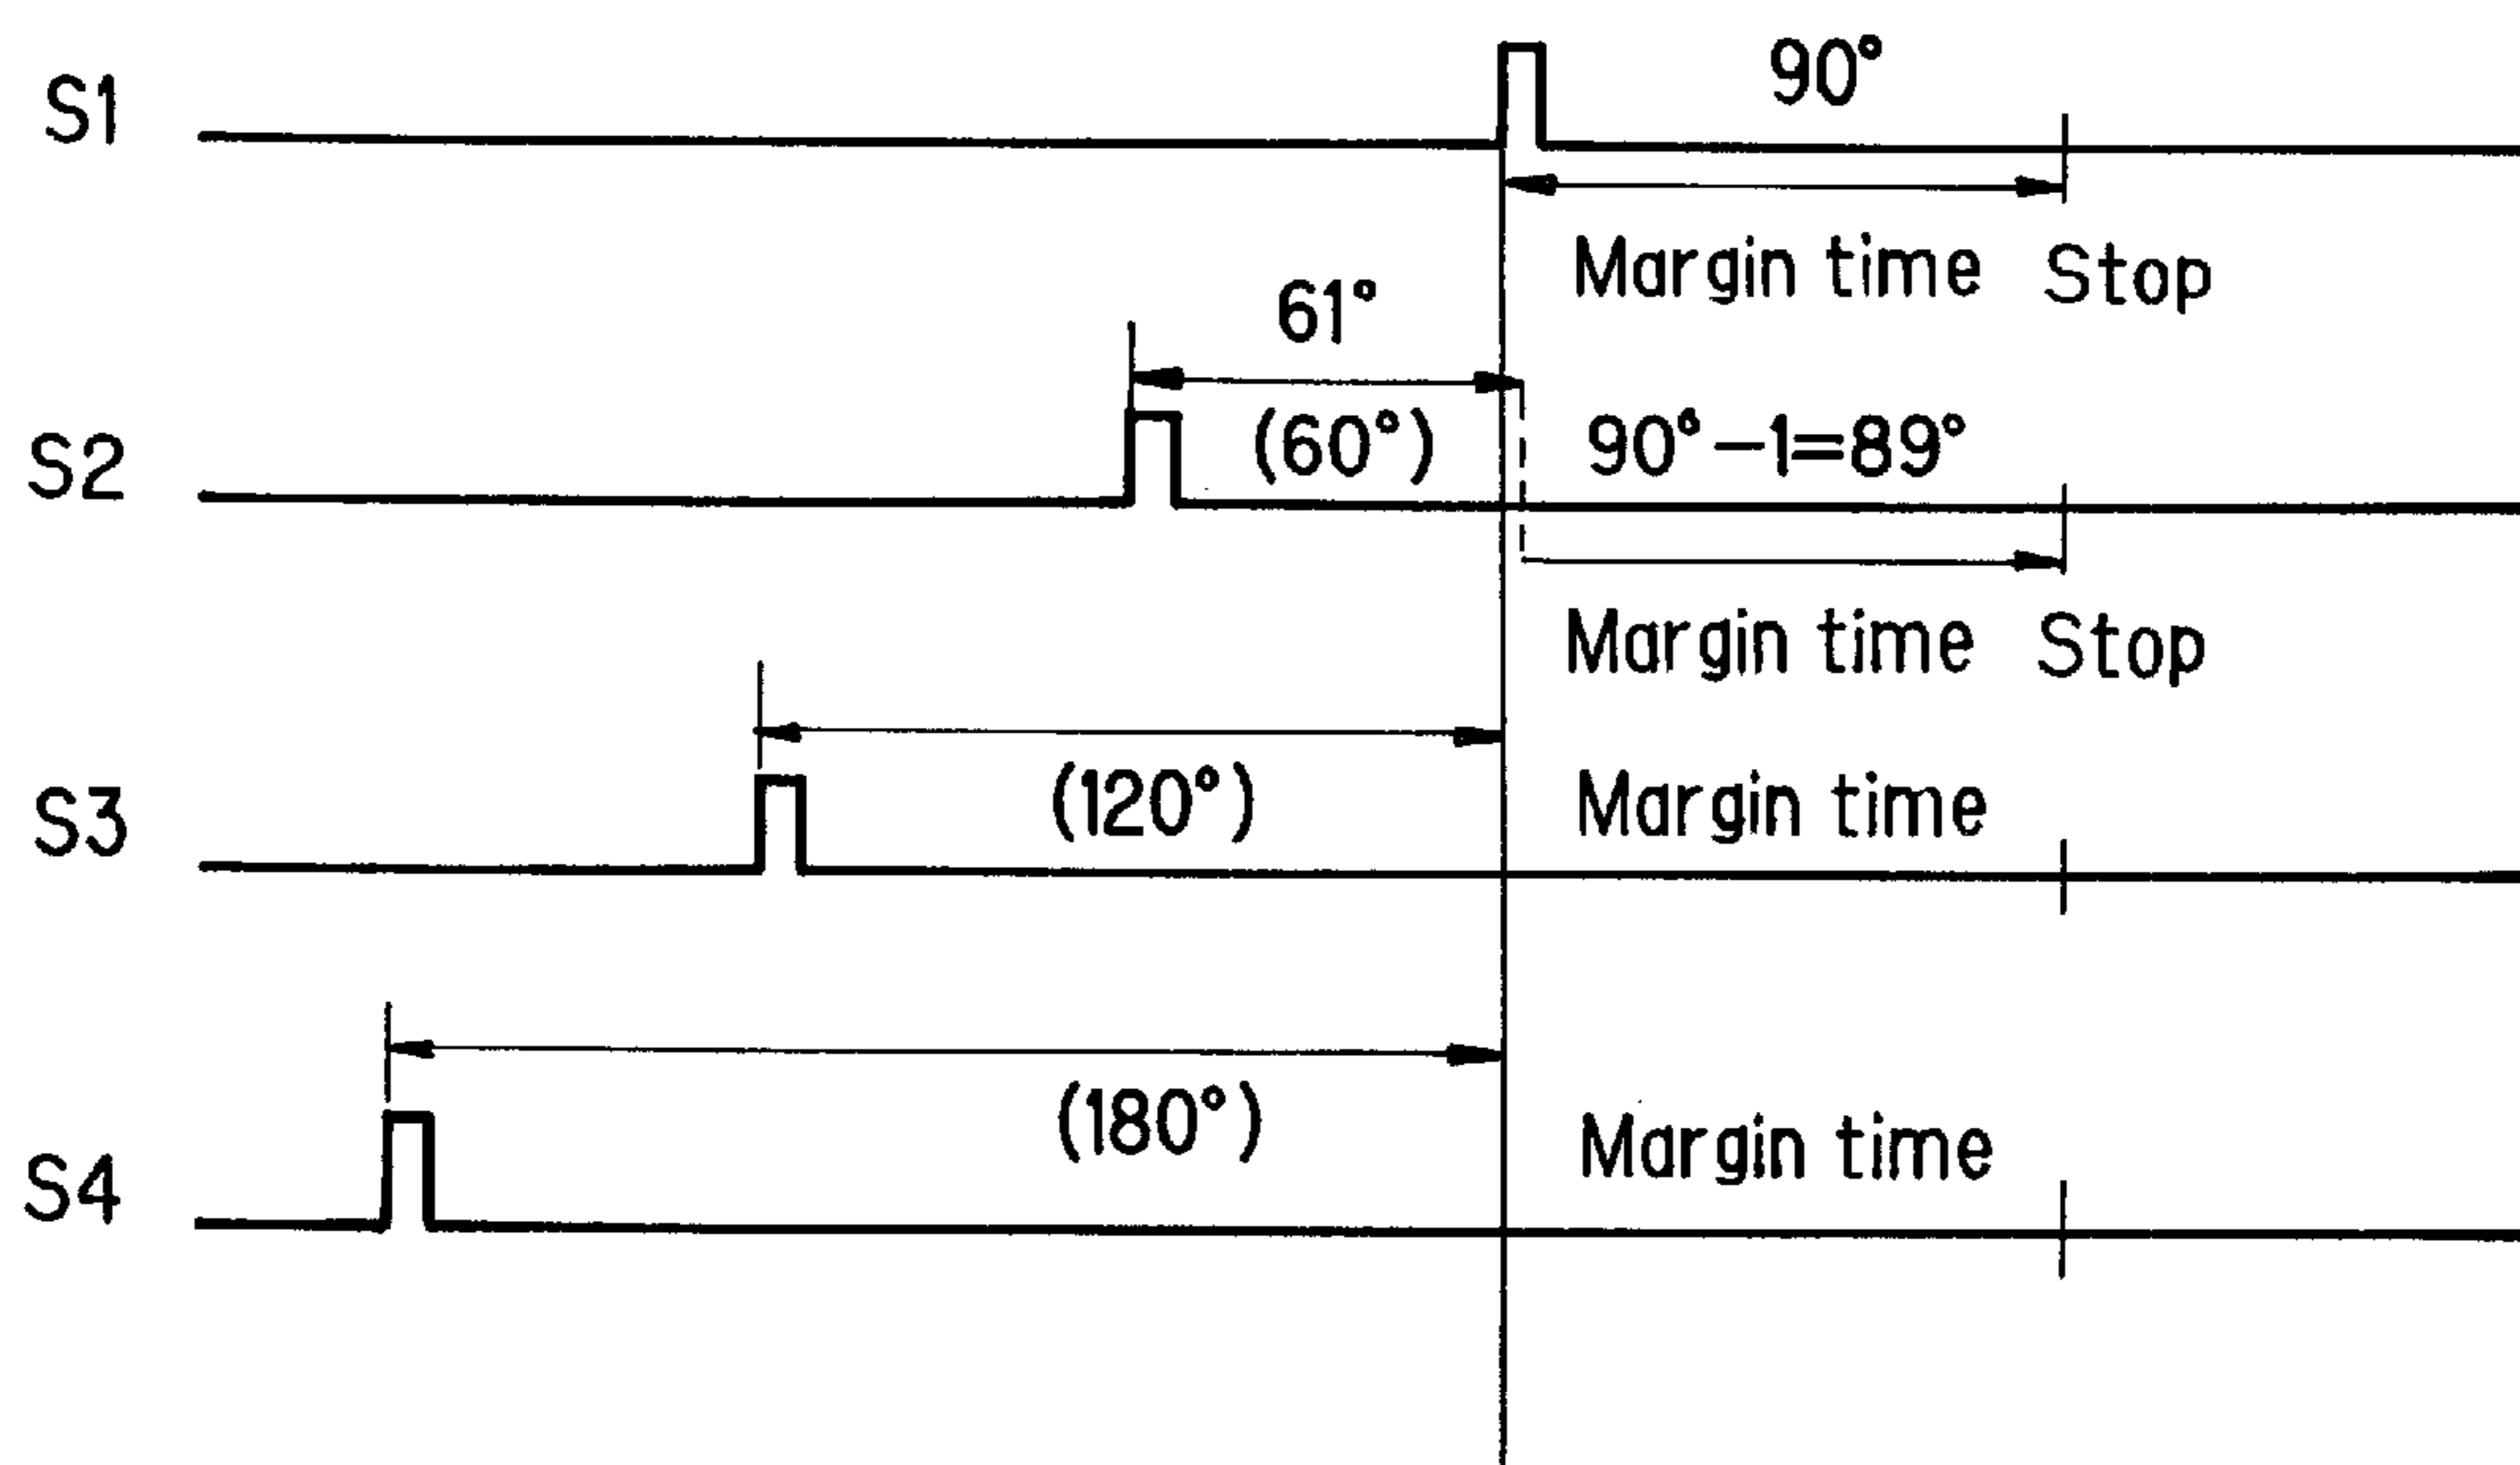 S1 90°
Margin time Stop
61°
S2 (60°) 90°-1=89°
Margin time Stop
S3 (120°) Margin time
S4 (180°) Margin time